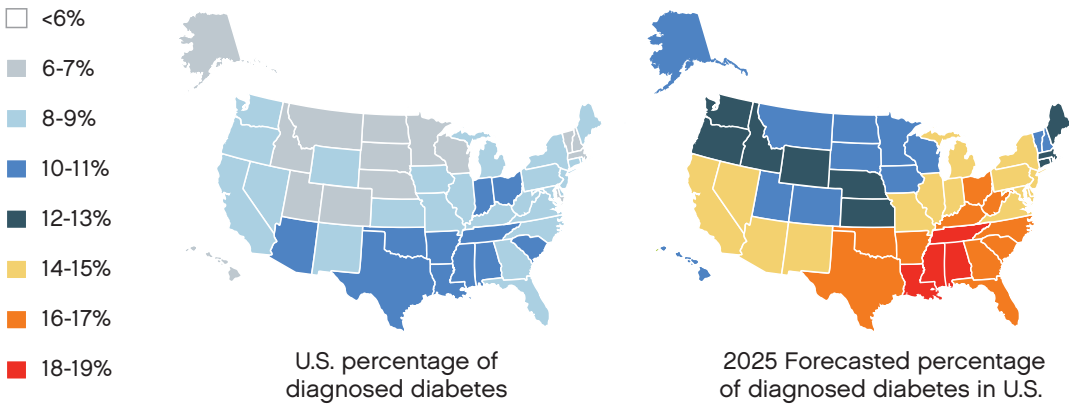 <6%
6-7%
8-9%
10-11%
12-13%
14-15%
16-17%
18-19%
U.S. percentage of
diagnosed diabetes
2025 Forecasted percentage
of diagnosed diabetes in U.S.